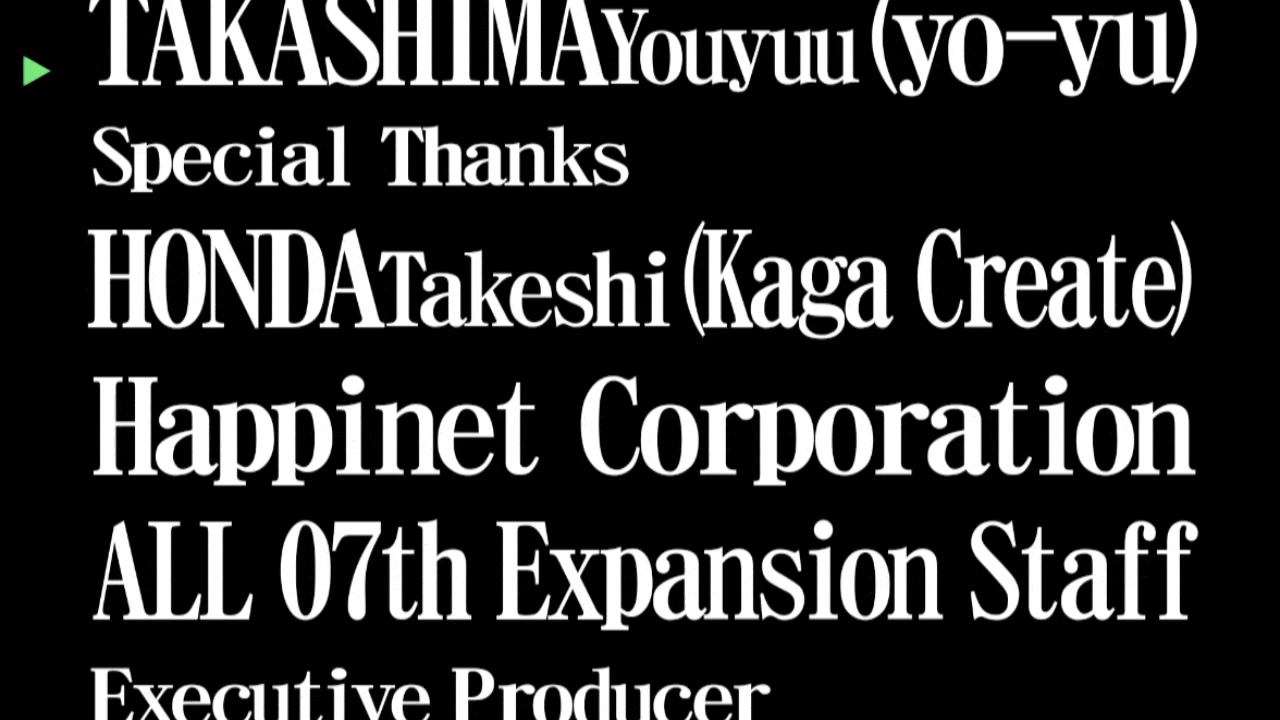 TAKASHIMAYouyuu(yo-yu)
Special Thanks
HONDATakeshi(Kaga Create)
Happinet Corporation
ALL 07th Expansion Staff
Executive Producer